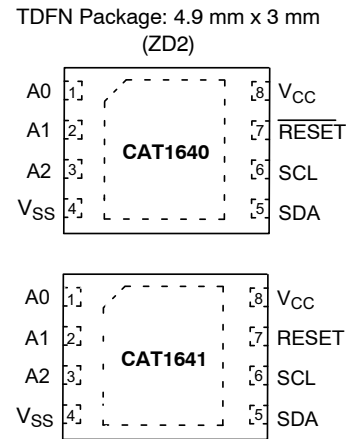 TDFN Package: 4.9 mm x 3 mm
(ZD2)
A0 1 8 VCC
A1 2 CAT1640 7 RESET
A2 3 6 SCL
VSS 4 5 SDA
A0 1 8 VCC
A1 2 CAT1641 7 RESET
A2 3 6 SCL
VSS 4 5 SDA